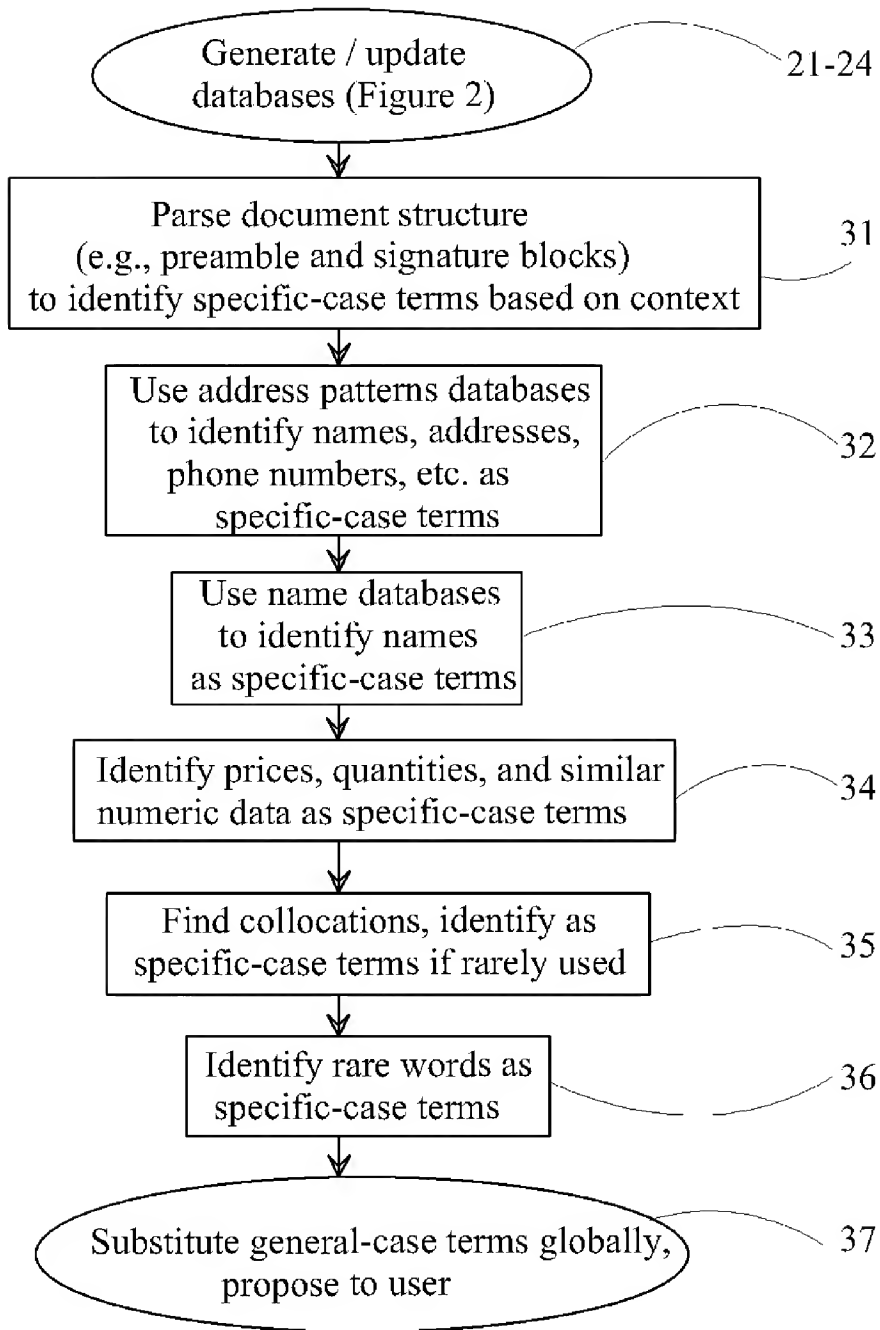 Generate / update
databases (Figure 2)
21-24
Parse document structure
(e.g., preamble and signature blocks)
to identify specific-case terms based on context
31
Use address patterns databases
to identify names, addresses,
phone numbers, etc. as
specific-case terms
32
Use name databases
to identify names
as specific-case terms
33
Identify prices, quantities, and similar
numeric data as specific-case terms
34
Find collocations, identify as
specific-case terms if rarely used
35
Identify rare words as
specific-case terms
36
Substitute general-case terms globally,
propose to user
37